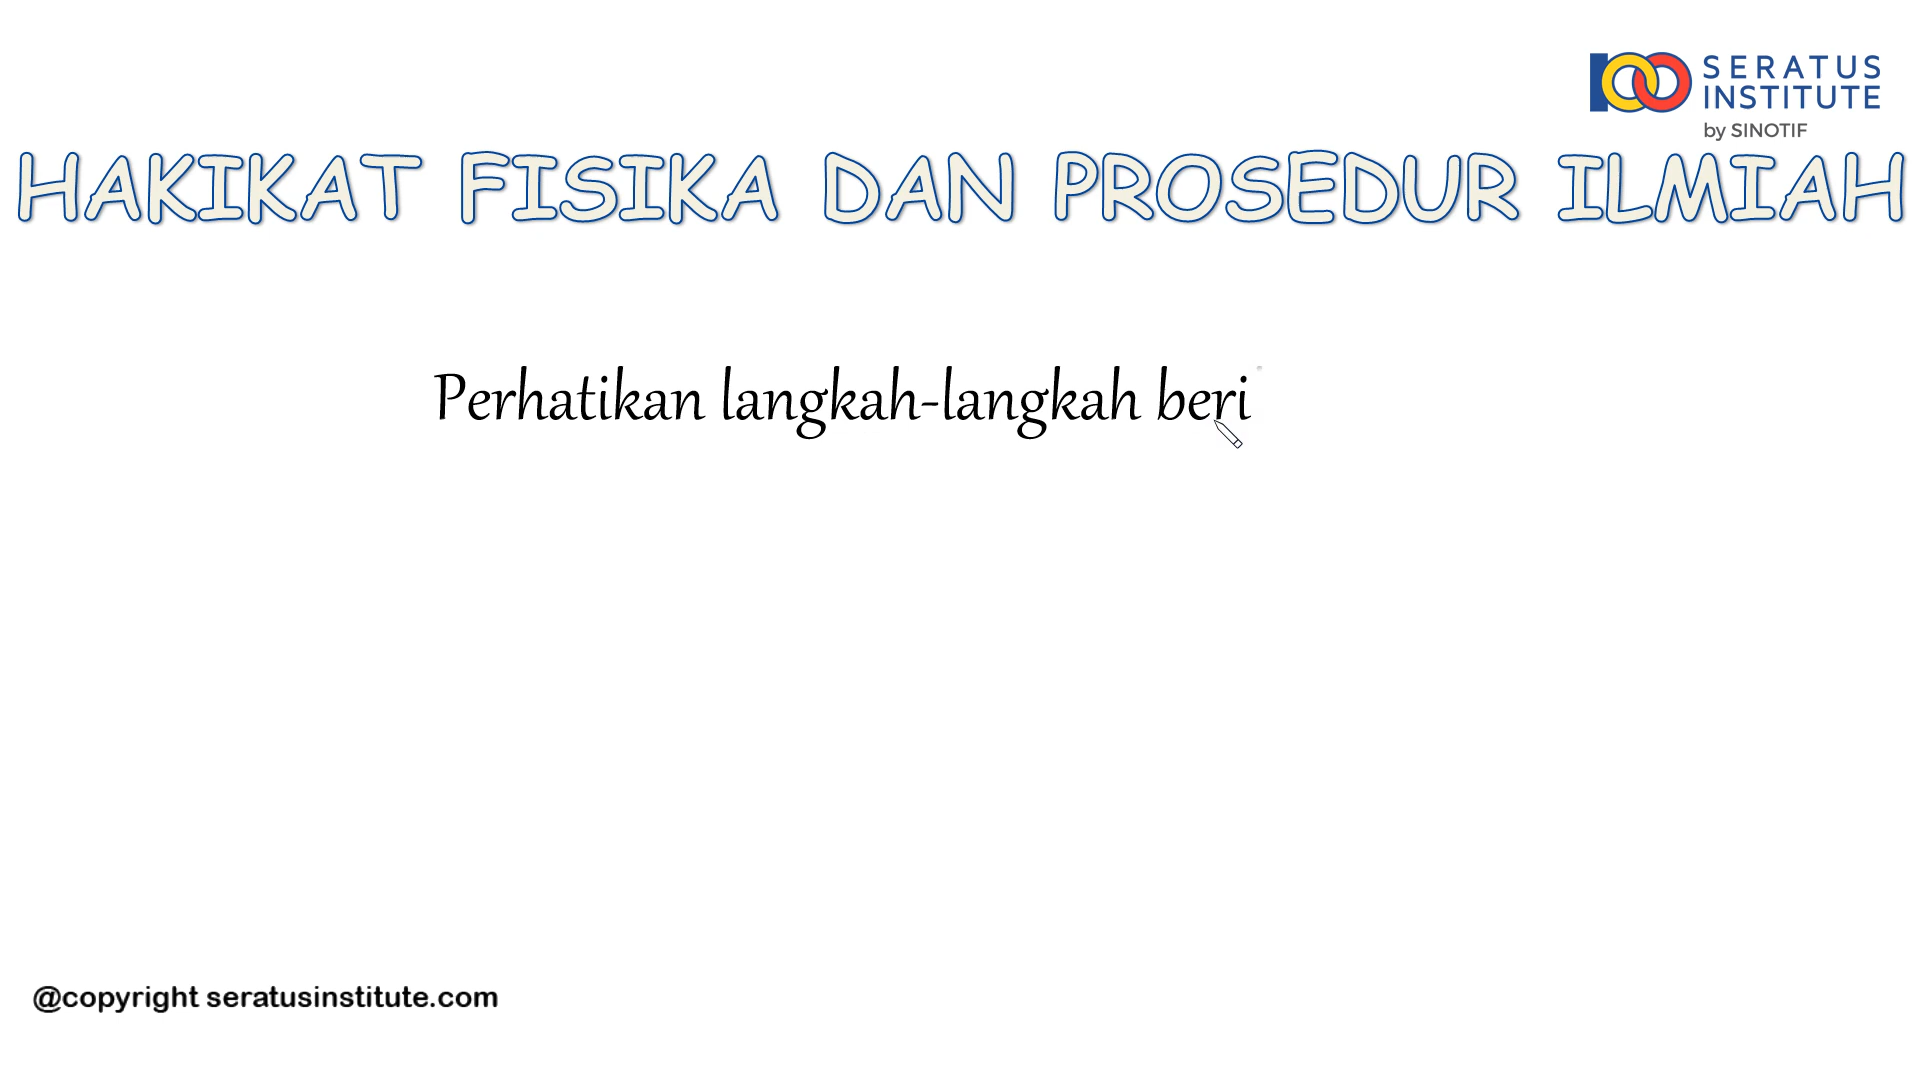 SERATUS
INSTITUTE
by SINOTIF
HAKIKAT FISIKA DAN PROSEDUR ILMIAH
Perhatikan langkah-langkah beri
@copyright seratusinstitute.com